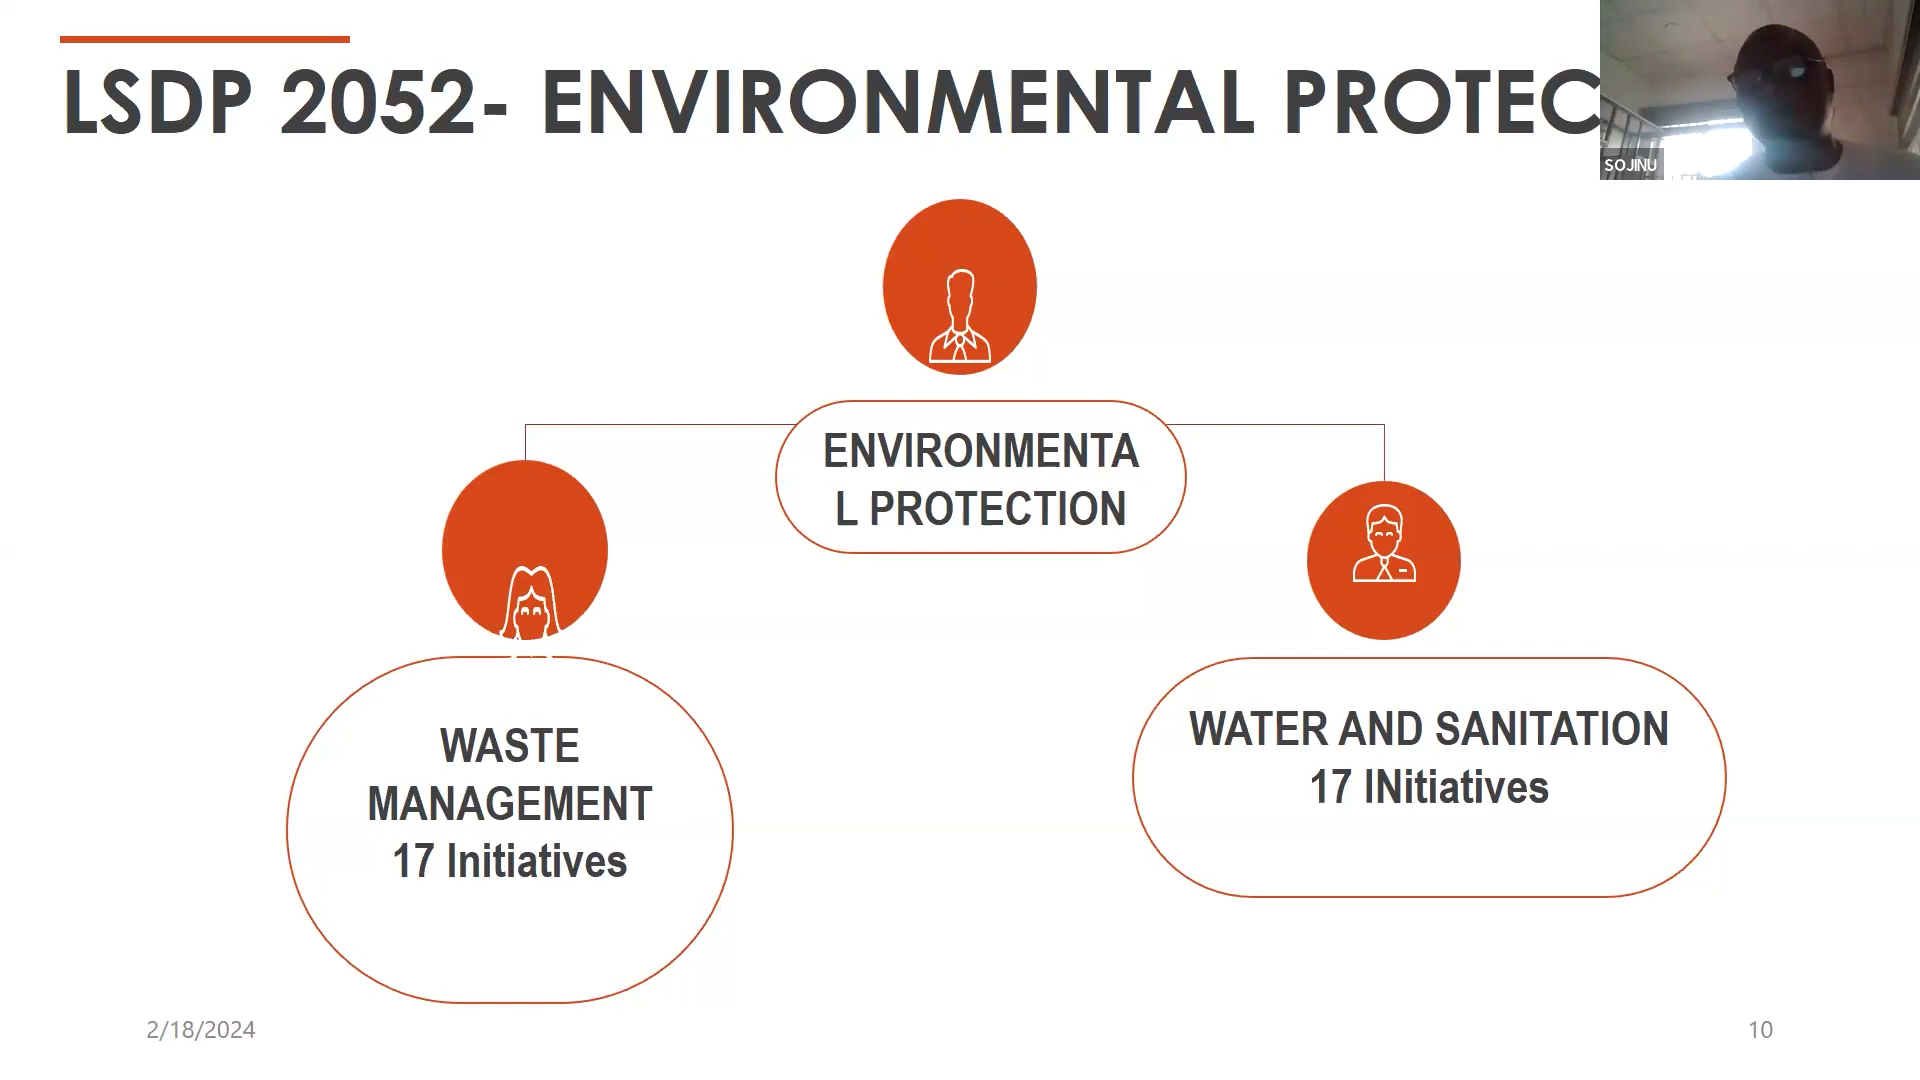 LSDP 2052- ENVIRONMENTAL PROTEC
SOJINU
ENVIRONMENTA
L PROTECTION
WASTE
MANAGEMENT
17 Initiatives
WATER AND SANITATION
17 INitiatives
2/18/2024
10